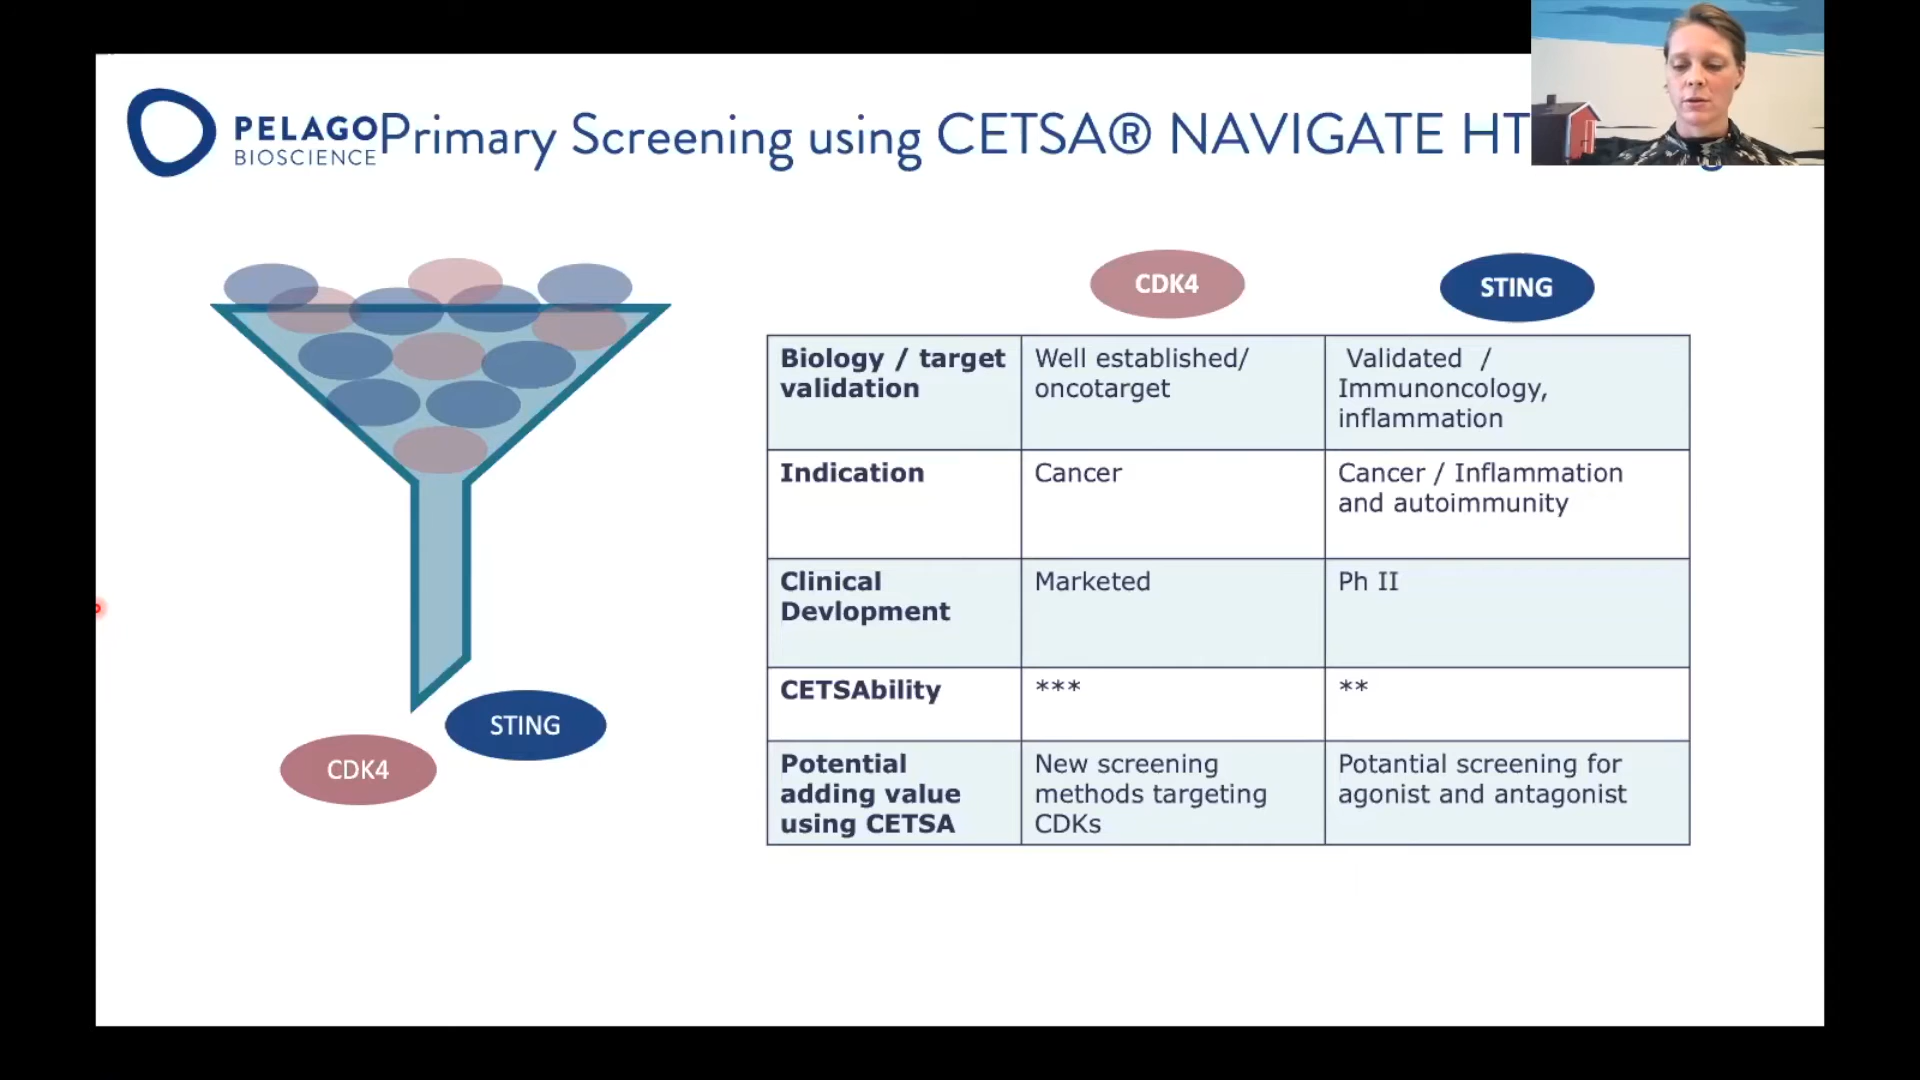 PELAGO
BIOSCIENCE
Primary Screening using CETSA® NAVIGATE HT
CDK4
STING
Biology / target
validation
Well established/
oncotarget
Validated /
Immunoncology,
inflammation
Indication
Cancer
Cancer / Inflammation
and autoimmunity
Clinical
Devlopment
Marketed
Ph II
CETSAbility
***
**
Potential
adding value
using CETSA
New screening
methods targeting
CDKs
Potantial screening for
agonist and antagonist
STING
CDK4